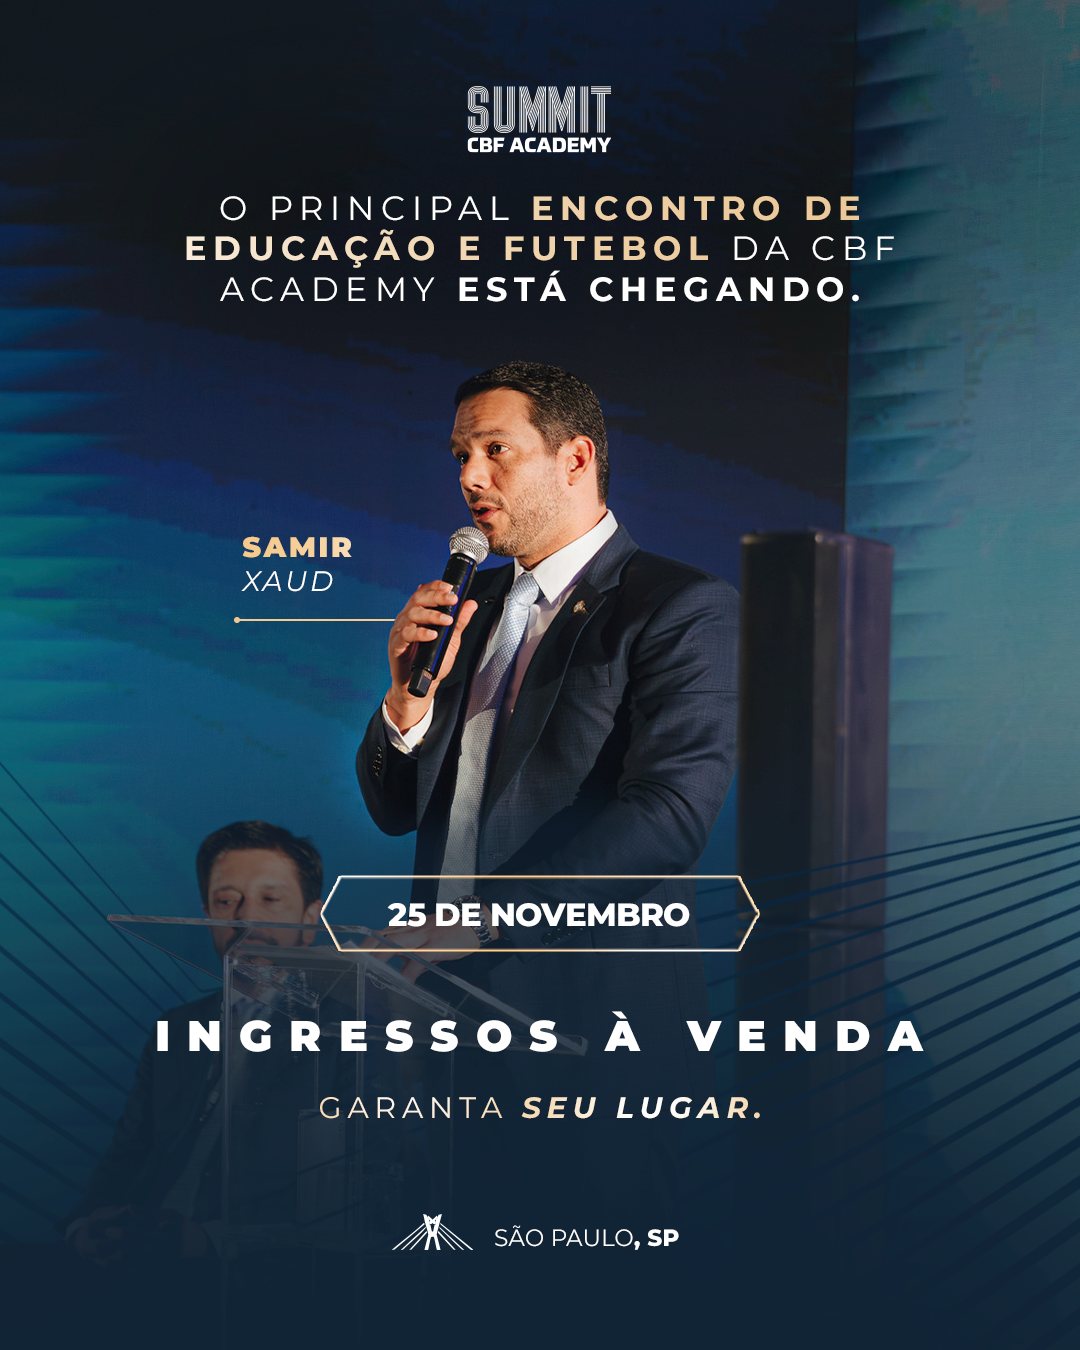 SUMMIT
CBF ACADEMY
O PRINCIPAL ENCONTRO DE
EDUCAÇÃO E FUTEBOL DA CBF
ACADEMY ESTÁ CHEGANDO.
SAMIR
XAUD
25 DE NOVEMBRO
INGRESSOS À VENDA
GARANTA SEU LUGAR.
SÃO PAULO, SP